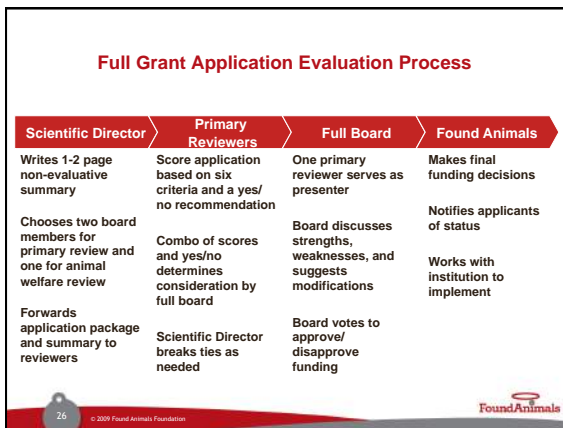 Full Grant Application Evaluation Process
Scientific Director
Primary
Reviewers
Full Board
Found Animals
Writes 1-2 page
non-evaluative
summary
Chooses two board
members for
primary review and
one for animal
welfare review
Forwards
application package
and summary to
reviewers
Score application
based on six
criteria and a yes/
no recommendation
Combo of scores
and yes/no
determines
consideration by
full board
Scientific Director
breaks ties as
needed
One primary
reviewer serves as
presenter
Board discusses
strengths,
weaknesses, and
suggests
modifications
Board votes to
approve/
disapprove
funding
Makes final
funding decisions
Notifies applicants
of status
Works with
institution to
implement
26
© 2009 Found Animals Foundation
FoundAnimals